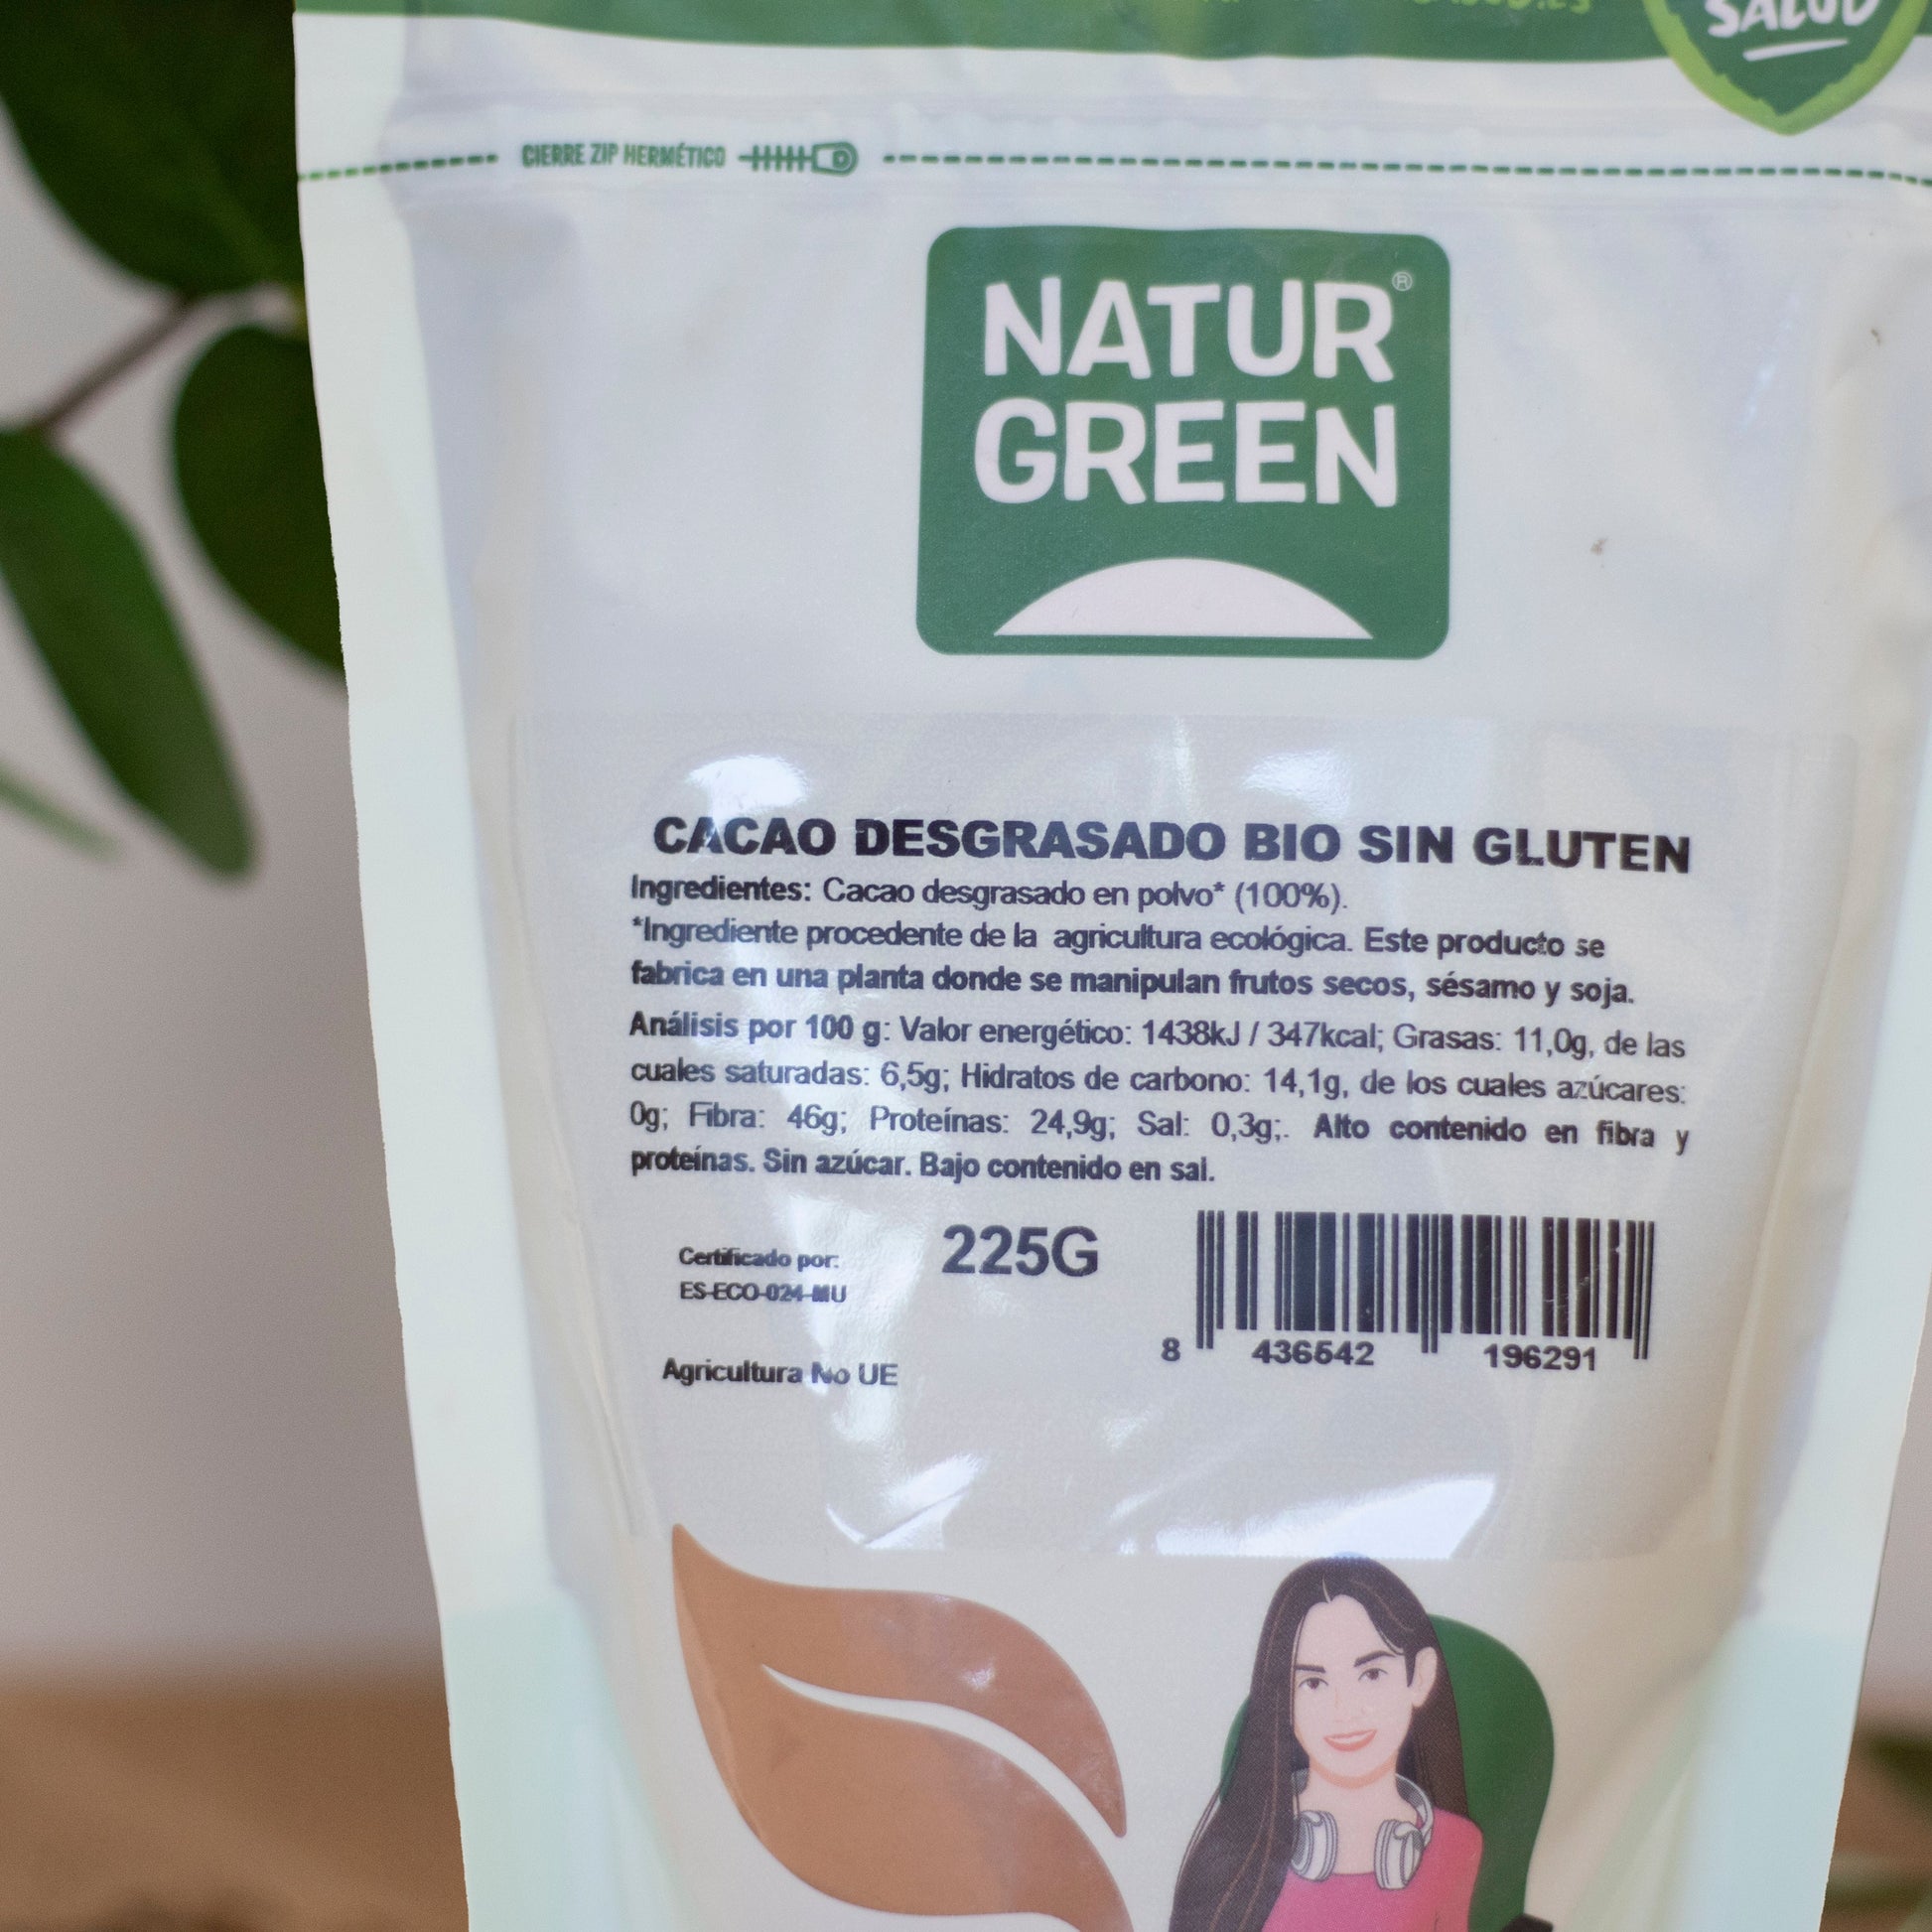 SALUD
CIERRE ZIP HERMÉTICO
NATUR®
GREEN
CACAO DESGRASADO BIO SIN GLUTEN
Ingredientes: Cacao desgrasado en polvo* (100%).
*Ingrediente procedente de la agricultura ecológica. Este producto se
fabrica en una planta donde se manipulan frutos secos, sésamo y soja.
Análisis por 100 g: Valor energético: 1438kJ / 347kcal; Grasas: 11,0g, de las
cuales saturadas: 6,5g; Hidratos de carbono: 14,1g, de los cuales azúcares:
0g; Fibra: 46g; Proteínas: 24,9g; Sal: 0,3g;. Alto contenido en fibra y
proteínas. Sin azúcar. Bajo contenido en sal.
225G
Certificado por:
ES-ECO-024-MU
8 436542 196291
Agricultura No UE